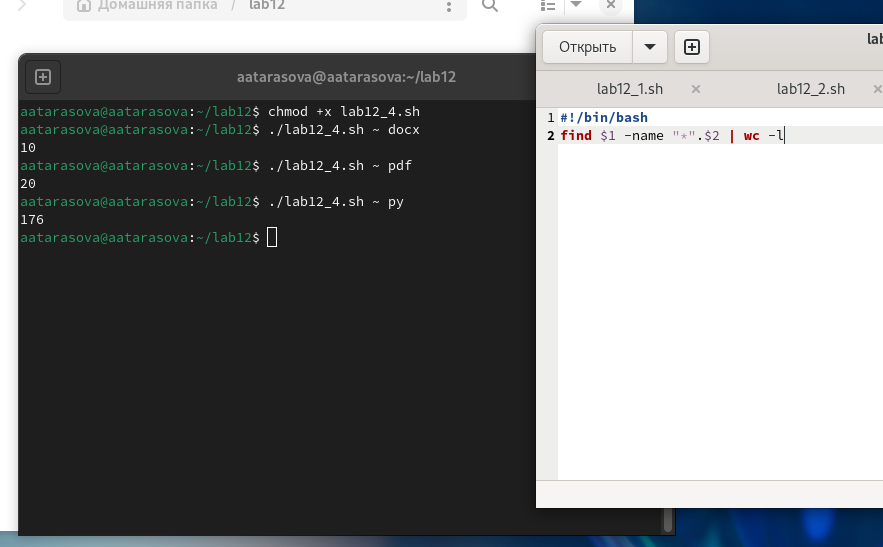 Домашняя папка / lab12
aatarasova@aatarasova:~/lab12
aatarasova@aatarasova:~/lab12$ chmod +x lab12_4.sh
aatarasova@aatarasova:~/lab12$ ./lab12_4.sh ~ docx
10
aatarasova@aatarasova:~/lab12$ ./lab12_4.sh ~ pdf
20
aatarasova@aatarasova:~/lab12$ ./lab12_4.sh ~ py
176
aatarasova@aatarasova:~/lab12$
Открыть
lab
lab12_1.sh × lab12_2.sh ×
1 #!/bin/bash
2 find $1 -name "*".$2 | wc -l